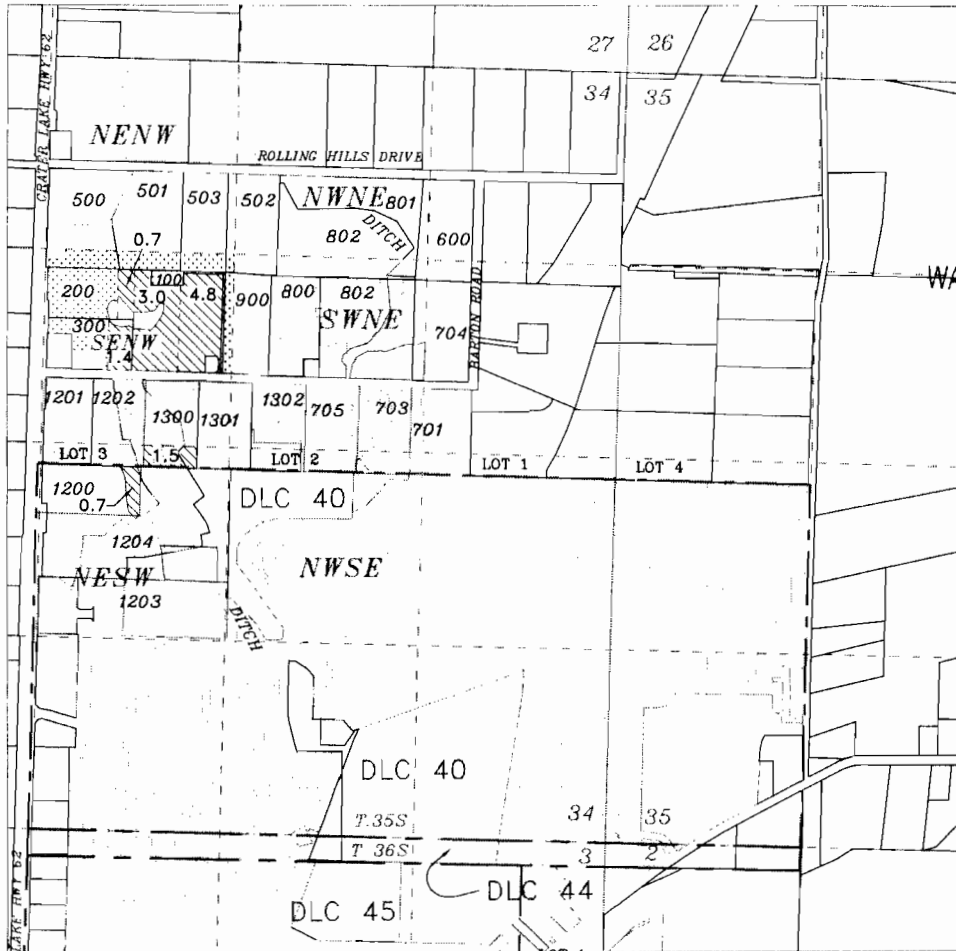 27 26
34 35
CRATER LAKE HWY 62
NENW
ROLLING HILLS DRIVE
500 501 503 502 NWNE 801
DITCH
802
600
0.7
200 3.0 100 4.8 900 800 802
WA
300 SENW
1.4
SWNE
704
BARTON ROAD
1201 1202 1300 1301 1302 705 703 701
LOT 3 1.5 LOT 2 LOT 1 LOT 4
1200 0.7
DLC 40
1204
NESW
NWSE
1203
DITCH
DLC 40
T.35S 34 35
T 36S 3 2
DLC 44
DLC 45
LAKE HWY 62